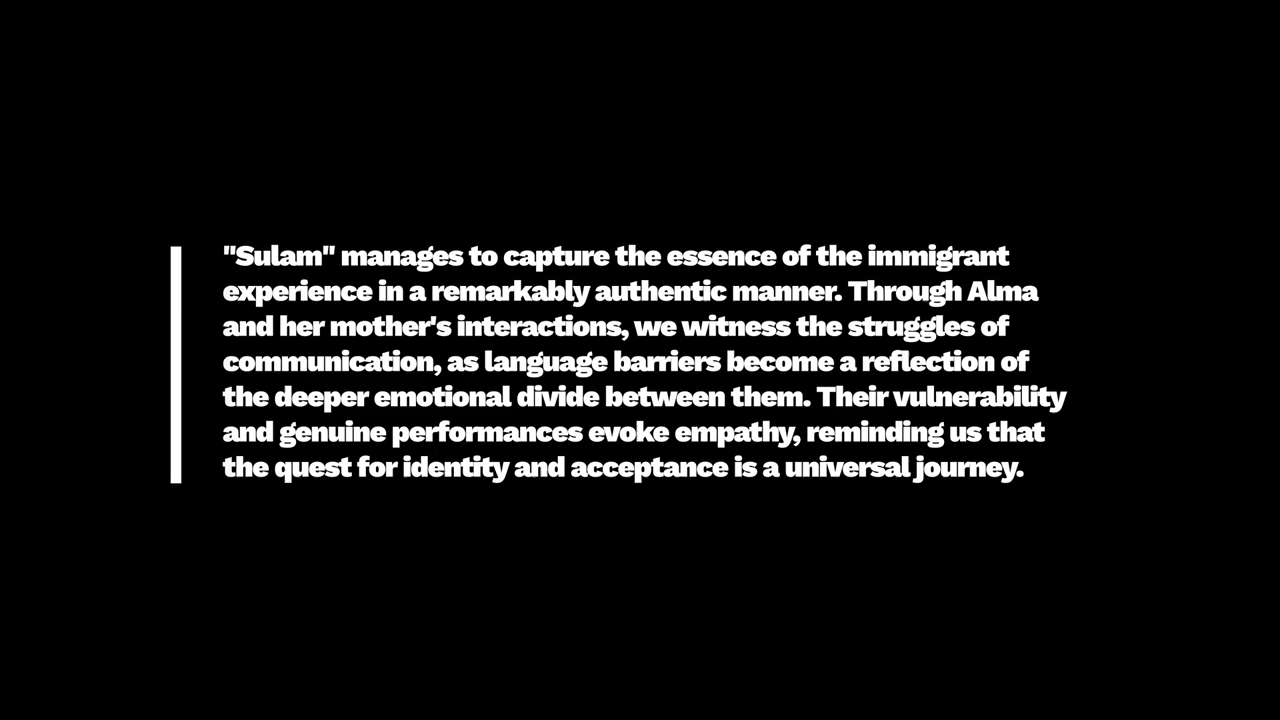 "Sulam" manages to capture the essence of the immigrant
experience in a remarkably authentic manner. Through Alma
and her mother's interactions, we witness the struggles of
communication, as language barriers become a reflection of
the deeper emotional divide between them. Their vulnerability
and genuine performances evoke empathy, reminding us that
the quest for identity and acceptance is a universal journey.